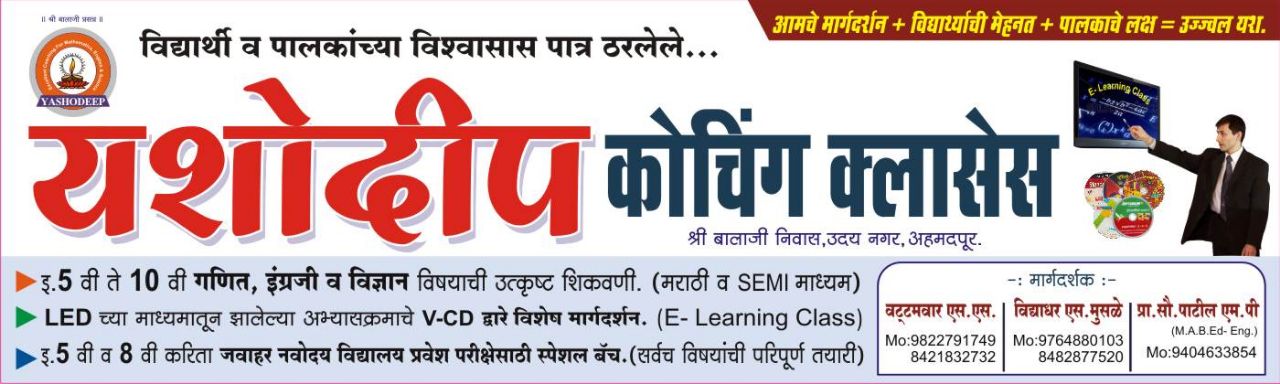 ॥ श्री बालाजी प्रसन्न ॥
YASHODEEP
विद्यार्थी व पालकांच्या विश्वासास पात्र ठरलेले...
आमचे मार्गदर्शन + विद्यार्थ्याची मेहनत + पालकाचे लक्ष = उज्ज्वल यश.
यशोदीप कोचिंग क्लासेस
E- Learning Class
श्री बालाजी निवास,उदय नगर,अहमदपूर.
इ.5 वी ते 10 वी गणित, इंग्रजी व विज्ञान विषयाची उत्कृष्ट शिकवणी. (मराठी व SEMI माध्यम)
LED च्या माध्यमातून झालेल्या अभ्यासक्रमाचे V-CD द्वारे विशेष मार्गदर्शन. (E- Learning Class)
इ.5 वी व 8 वी करिता जवाहर नवोदय विद्यालय प्रवेश परीक्षेसाठी स्पेशल बॅच.(सर्वच विषयांची परिपूर्ण तयारी)
-: मार्गदर्शक :-
वट्टमवार एस.एस.
Mo:9822791749
8421832732
विद्याधर एस.मुसळे
Mo:9764880103
8482877520
प्रा.सौ.पाटील एम.पी
(M.A.B.Ed- Eng.)
Mo:9404633854